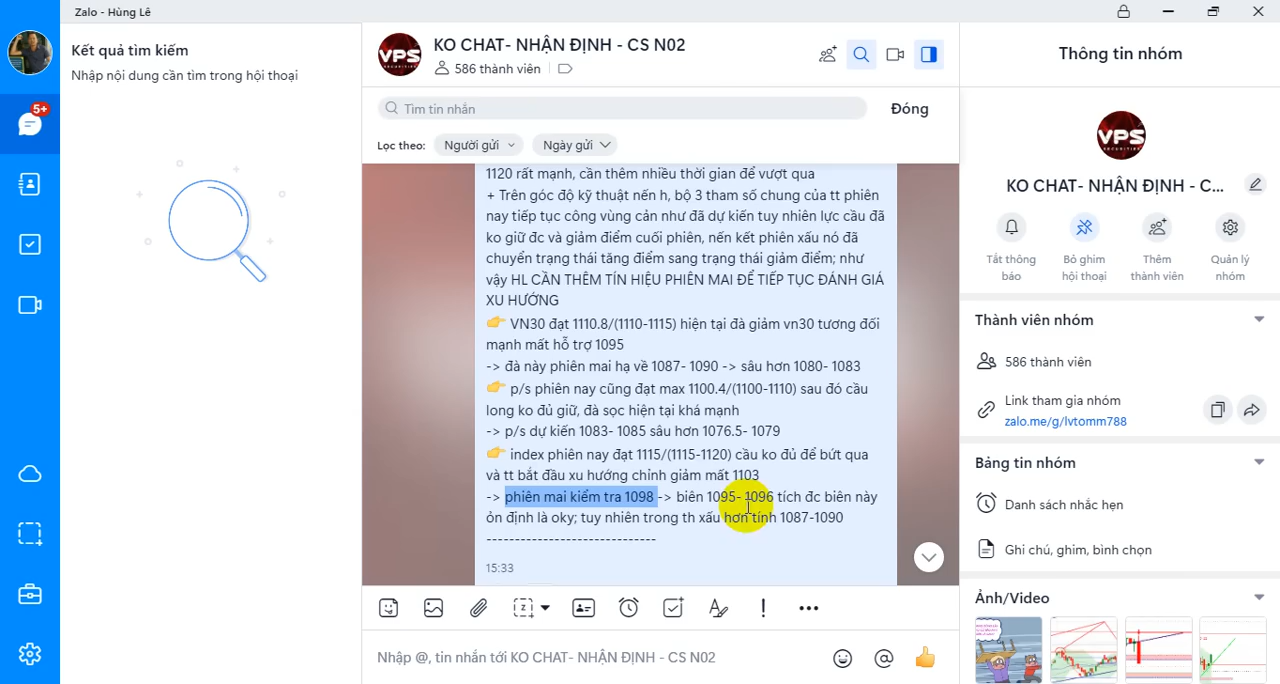 Zalo - Hùng Lê
Kết quả tìm kiếm
Nhập nội dung cần tìm trong hội thoại
5+
VPS
SECURITIES
KO CHAT- NHẬN ĐỊNH - CS N02
586 thành viên
Tìm tin nhắn
Đóng
Lọc theo:
Người gửi
Ngày gửi
1120 rất mạnh, cần thêm nhiều thời gian để vượt qua
+ Trên góc độ kỹ thuật nến h, bộ 3 tham số chung của tt phiên
nay tiếp tục công vùng cản như đã dự kiến tuy nhiên lực cầu đã
ko giữ đc và giảm điểm cuối phiên, nến kết phiên xấu nó đã
chuyển trạng thái tăng điểm sang trạng thái giảm điểm; như
vậy HL CẦN THÊM TÍN HIỆU PHIÊN MAI ĐỂ TIẾP TỤC ĐÁNH GIÁ
XU HƯỚNG
👉 VN30 đạt 1110.8/(1110-1115) hiện tại đà giảm vn30 tương đối
mạnh mất hỗ trợ 1095
-> đà này phiên mai hạ về 1087- 1090 -> sâu hơn 1080- 1083
👉 p/s phiên nay cũng đạt max 1100.4/(1100-1110) sau đó cầu
long ko đủ giữ, đà sọc hiện tại khá mạnh
-> p/s dự kiến 1083- 1085 sâu hơn 1076.5- 1079
👉 index phiên nay đạt 1115/(1115-1120) cầu ko đủ để bứt qua
và tt bắt đầu xu hướng chỉnh giảm mất 1103
-> phiên mai kiểm tra 1098 -> biên 1095- 1096 tích đc biên này
ổn định là oky; tuy nhiên trong th xấu hơn tính 1087-1090
------------------------------
15:33
Nhập @, tin nhắn tới KO CHAT- NHẬN ĐỊNH - CS N02
Thông tin nhóm
VPS
SECURITIES
KO CHAT- NHẬN ĐỊNH - C...
Tắt thông
báo
Bỏ ghim
hội thoại
Thêm
thành viên
Quản lý
nhóm
Thành viên nhóm
586 thành viên
Link tham gia nhóm
zalo.me/g/lvtomm788
Bảng tin nhóm
Danh sách nhắc hẹn
Ghi chú, ghim, bình chọn
Ảnh/Video